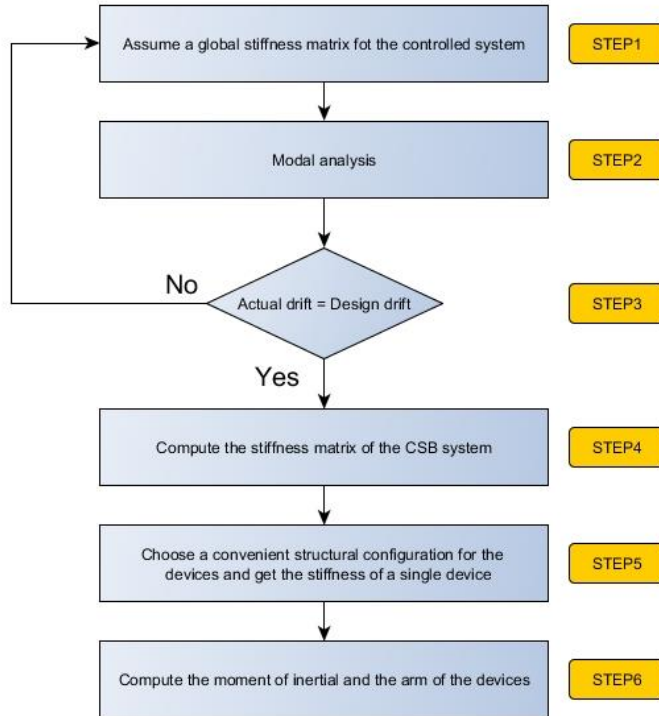 Assume a global stiffness matrix fot the controlled system
STEP1
Modal analysis
STEP2
No
Actual drift = Design drift
STEP3
Yes
Compute the stiffness matrix of the CSB system
STEP4
Choose a convenient structural configuration for the
devices and get the stiffness of a single device
STEP5
Compute the moment of inertial and the arm of the devices
STEP6